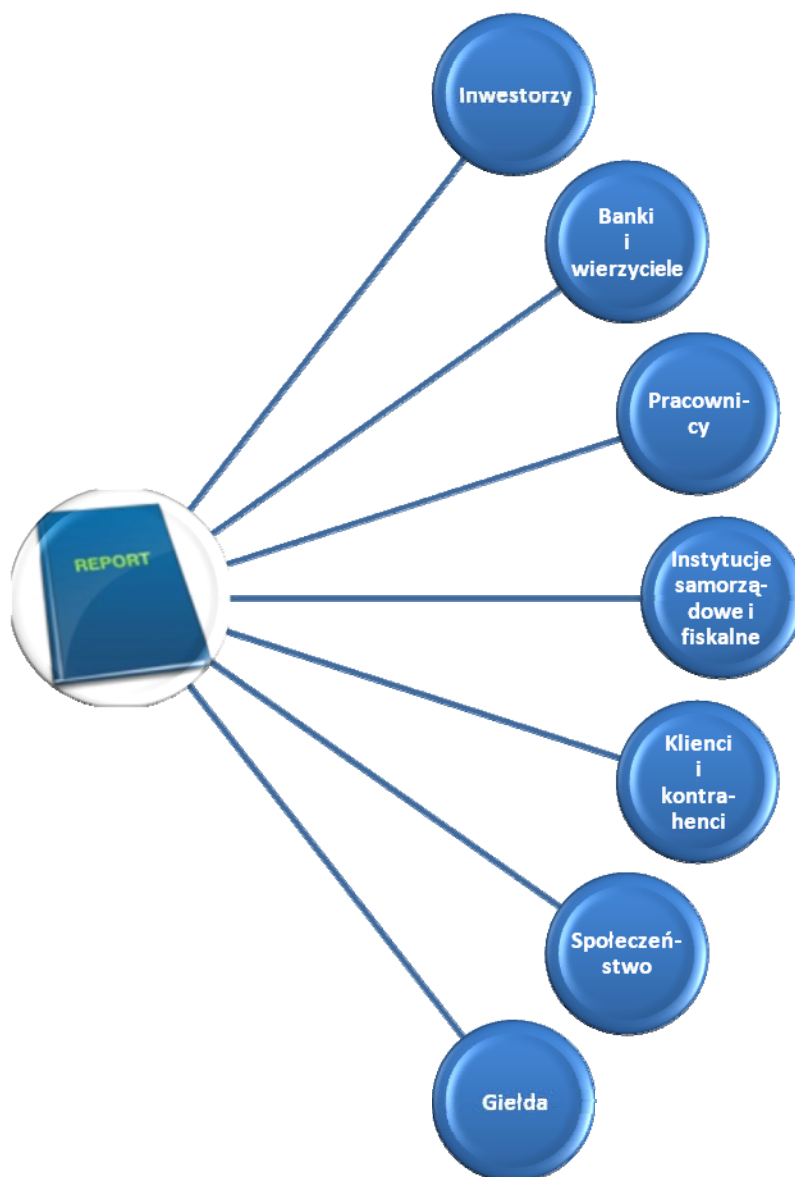 Inwestorzy
Banki
i
wierzyciele
Pracowni-
cy
REPORT
Instytucje
samorzą-
dowe i
fiskalne
Klienci
i
kontra-
henci
Społeczeń-
stwo
Giełda